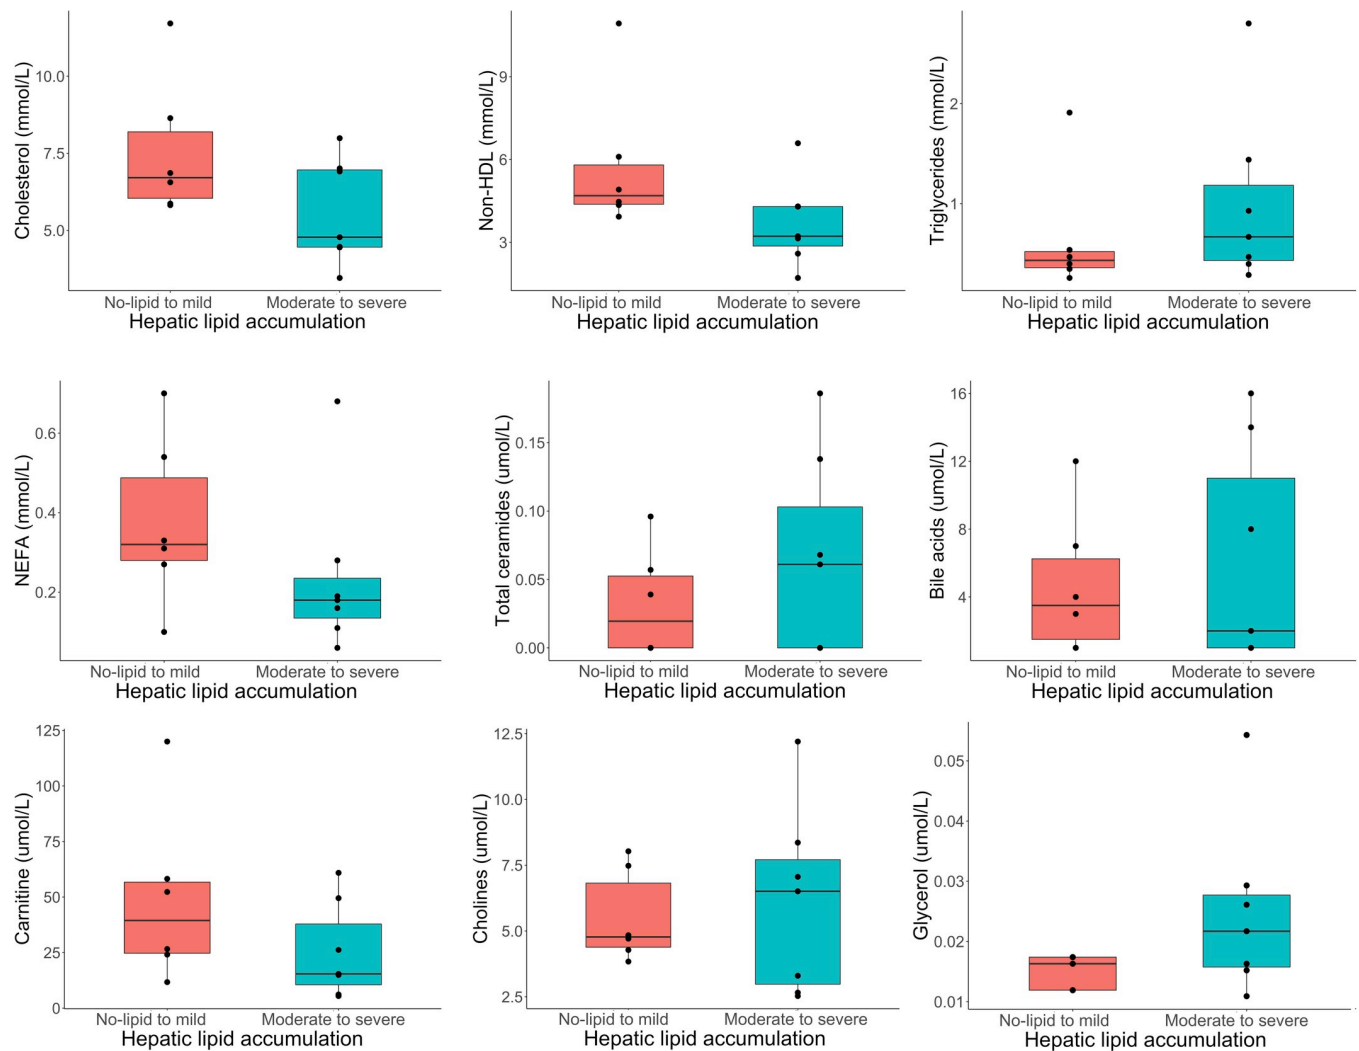 Cholesterol (mmol/L)
10.0
7.5
5.0
No-lipid to mild Moderate to severe
Hepatic lipid accumulation
Non-HDL (mmol/L)
9
6
3
No-lipid to mild Moderate to severe
Hepatic lipid accumulation
Triglycerides (mmol/L)
2
1
No-lipid to mild Moderate to severe
Hepatic lipid accumulation
NEFA (mmol/L)
0.6
0.4
0.2
No-lipid to mild Moderate to severe
Hepatic lipid accumulation
Total ceramides (umol/L)
0.15
0.10
0.05
0.00
No-lipid to mild Moderate to severe
Hepatic lipid accumulation
Bile acids (umol/L)
16
12
8
4
No-lipid to mild Moderate to severe
Hepatic lipid accumulation
Carnitine (umol/L)
125
100
75
50
25
0
No-lipid to mild Moderate to severe
Hepatic lipid accumulation
Cholines (umol/L)
12.5
10.0
7.5
5.0
2.5
No-lipid to mild Moderate to severe
Hepatic lipid accumulation
Glycerol (umol/L)
0.05
0.04
0.03
0.02
0.01
No-lipid to mild Moderate to severe
Hepatic lipid accumulation